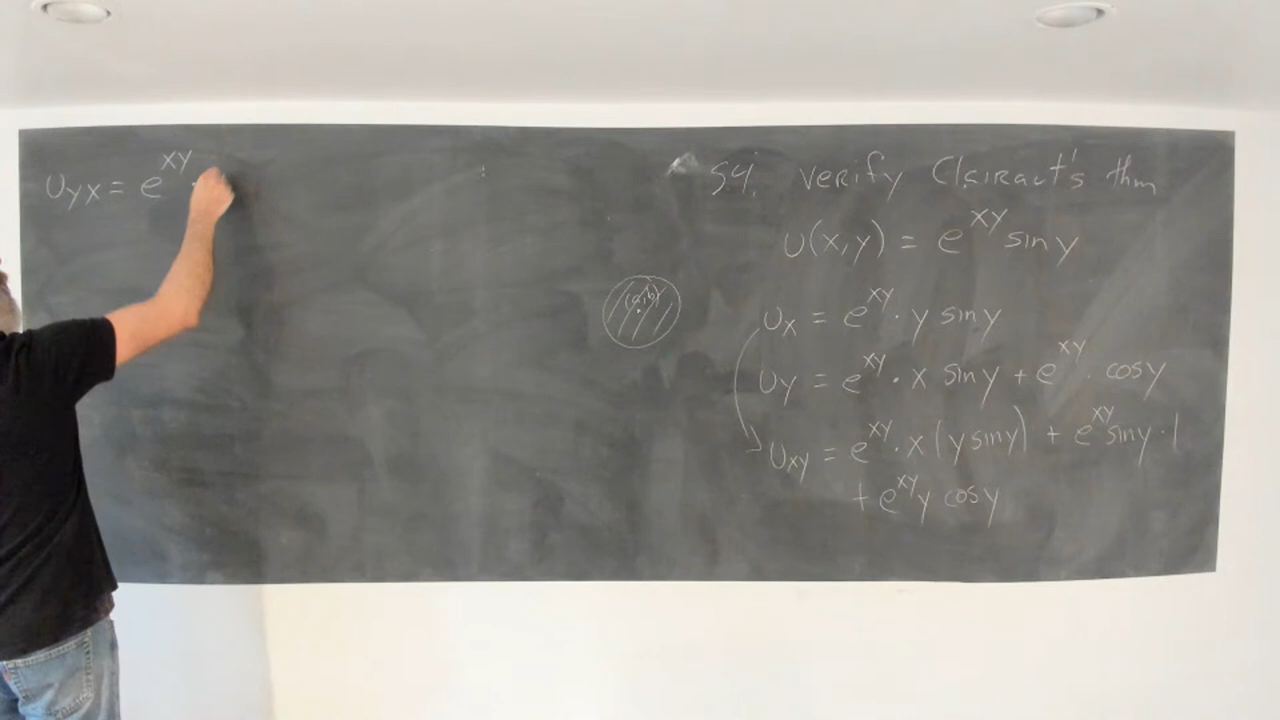 Uyx = e^xy ·
54. Verify Clairaut's thm
U(x,y) = e^xy sin y
(a,b)
Ux = e^xy · y sin y
Uy = e^xy · x sin y + e^xy · cos y
Uxy = e^xy · x (y sin y) + e^xy sin y · 1
+ e^xy y cos y